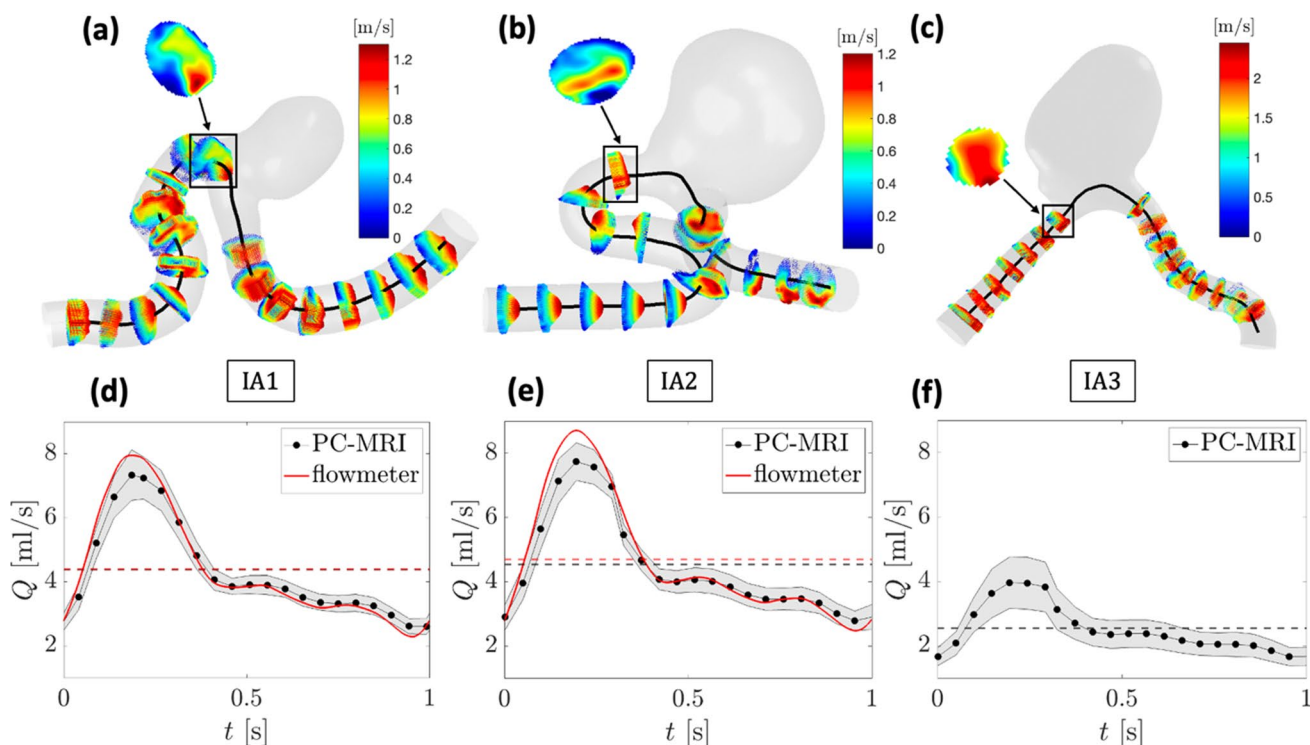 (a)
[m/s]
1.2
1
0.8
0.6
0.4
0.2
0
(b)
[m/s]
1.2
1
0.8
0.6
0.4
0.2
0
(c)
[m/s]
2
1.5
1
0.5
0
IA1
IA2
IA3
(d)
8
6
4
2
Q [ml/s]
PC-MRI
flowmeter
0
0.5
1
t [s]
(e)
8
6
4
2
Q [ml/s]
PC-MRI
flowmeter
0
0.5
1
t [s]
(f)
8
6
4
2
Q [ml/s]
PC-MRI
0
0.5
1
t [s]